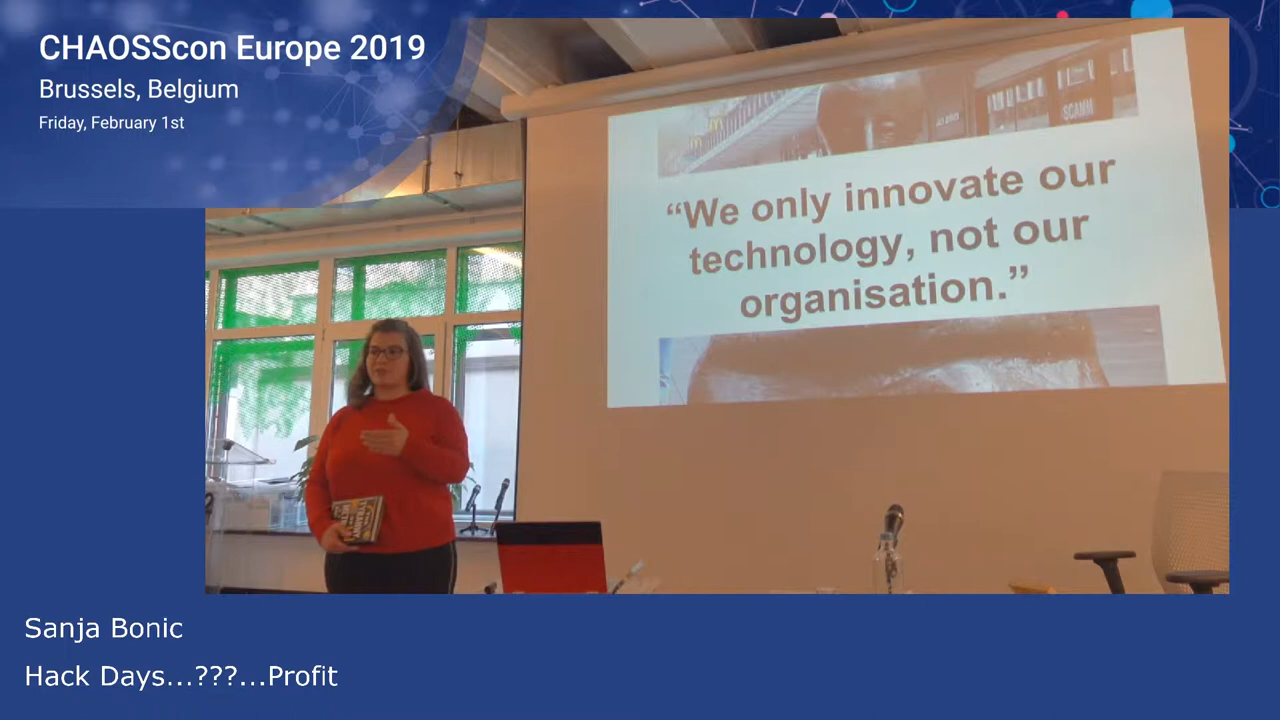 CHAOSScon Europe 2019
Brussels, Belgium
Friday, February 1st
SCAMM
“We only innovate our
technology, not our
organisation.”
Sanja Bonic
Hack Days...???...Profit